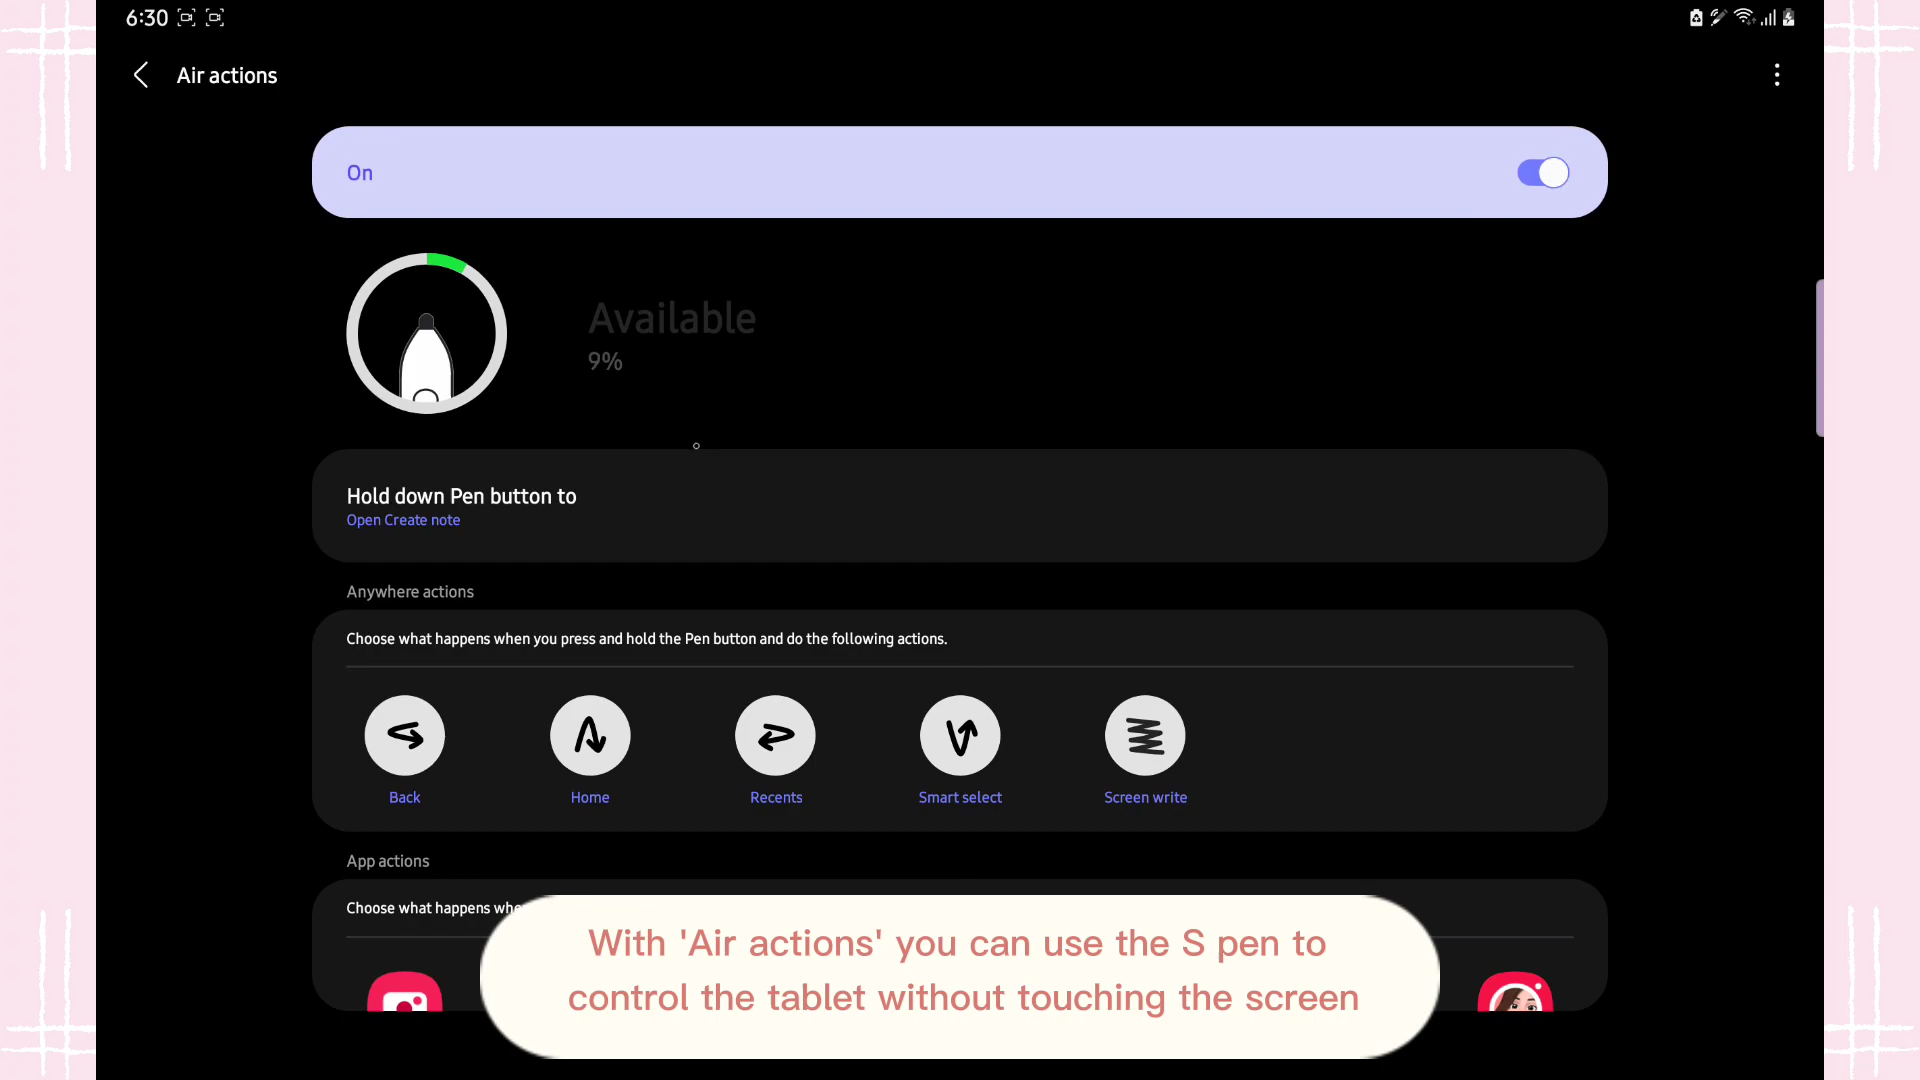 6:30
Air actions
On
Available
9%
Hold down Pen button to
Open Create note
Anywhere actions
Choose what happens when you press and hold the Pen button and do the following actions.
Back
Home
Recents
Smart select
Screen write
App actions
Choose what happens
With 'Air actions' you can use the S pen to
control the tablet without touching the screen